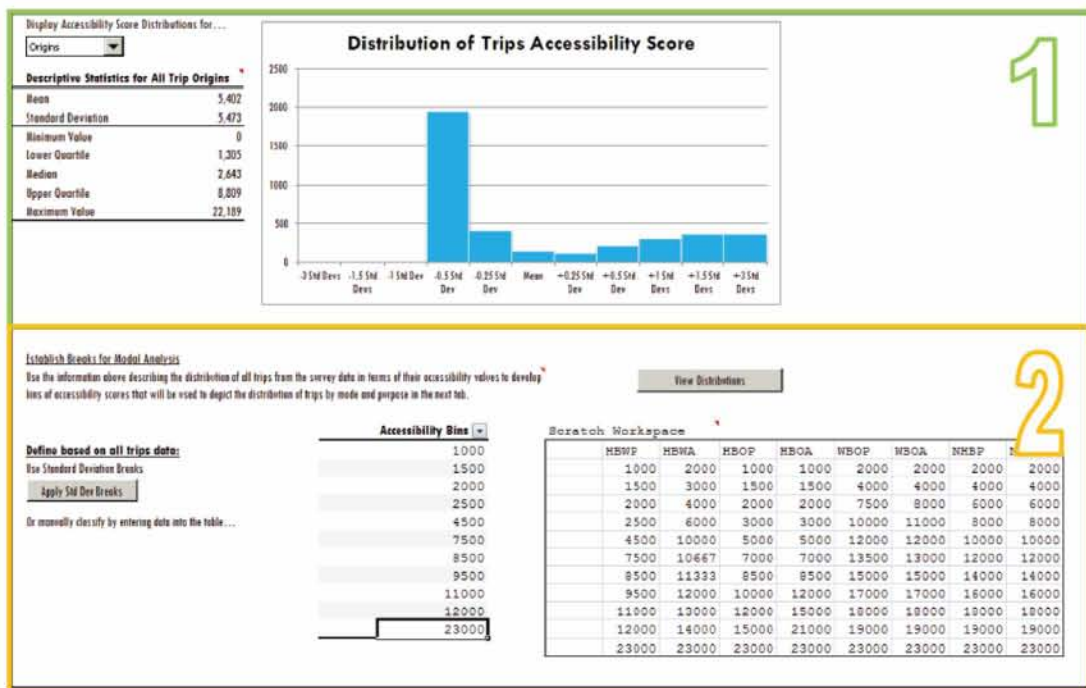 Display Accessibility Score Distributions for...
Origins
Descriptive Statistics for All Trip Origins
Mean 5,402
Standard Deviation 5,473
Minimum Value 0
Lower Quartile 1,305
Median 2,643
Upper Quartile 8,809
Maximum Value 22,189
Distribution of Trips Accessibility Score
2500
2000
1500
1000
500
0
-3 Std Devs -1.5 Std Devs -1 Std Dev -0.5 Std Dev -0.25 Std Dev Mean +0.25 Std Dev +0.5 Std Dev +1 Std Devs +1.5 Std Devs +3 Std Devs
1
Establish Breaks for Modal Analysis
Use the information above describing the distribution of all trips from the survey data in terms of their accessibility values to develop
bins of accessibility scores that will be used to depict the distribution of trips by mode and purpose in the next tab.
View Distributions
2
Define based on all trips data:
Use Standard Deviation Breaks
Apply Std Dev Breaks
Or manually classify by entering data into the table...
Accessibility Bins
1000
1500
2000
2500
4500
7500
8500
9500
11000
12000
23000
Scratch Workspace
HBWP HBWA HBOP HBOA WBOP WBOA NHBP
1000 2000 1000 1000 2000 2000 2000 2000
1500 3000 1500 1500 4000 4000 4000 4000
2000 4000 2000 2000 7500 8000 6000 6000
2500 6000 3000 3000 10000 11000 8000 8000
4500 10000 5000 5000 12000 12000 10000 10000
7500 10667 7000 7000 13500 13000 12000 12000
8500 11333 8500 8500 15000 15000 14000 14000
9500 12000 10000 12000 17000 17000 16000 16000
11000 13000 12000 15000 18000 18000 18000 18000
12000 14000 15000 21000 19000 19000 19000 19000
23000 23000 23000 23000 23000 23000 23000 23000